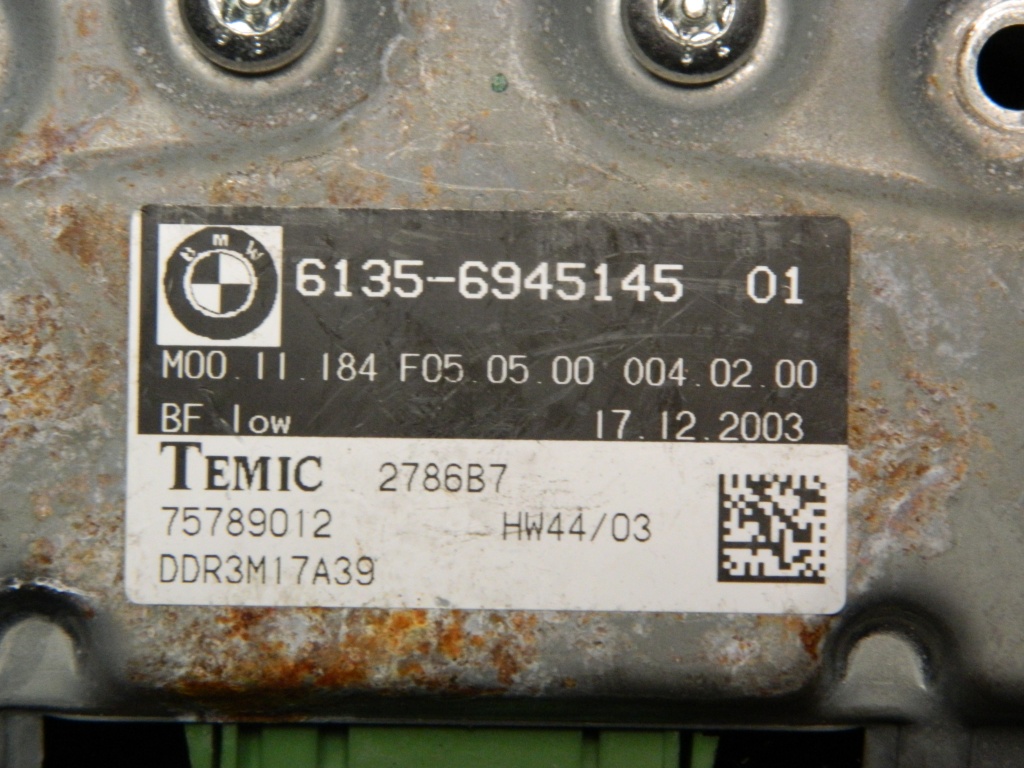 BMW
6135-6945145 01
M00.11.184 F05.05.00 004.02.00
BF low 17.12.2003
TEMIC 2786B7
75789012 HW44/03
DDR3M17A39